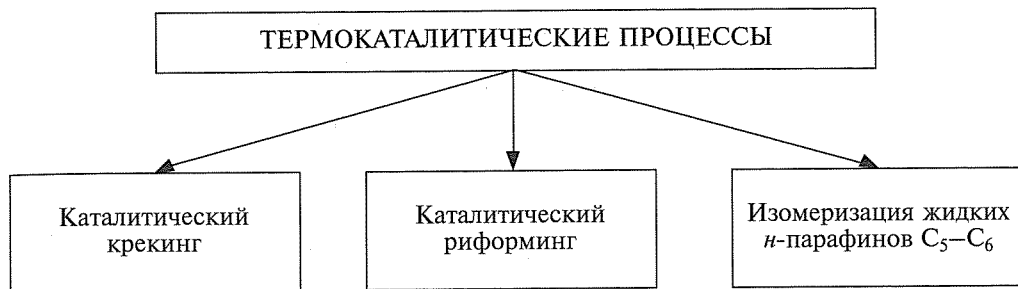 ТЕРМОКАТАЛИТИЧЕСКИЕ ПРОЦЕССЫ
Каталитический
крекинг
Каталитический
риформинг
Изомеризация жидких
н-парафинов C₅–C₆